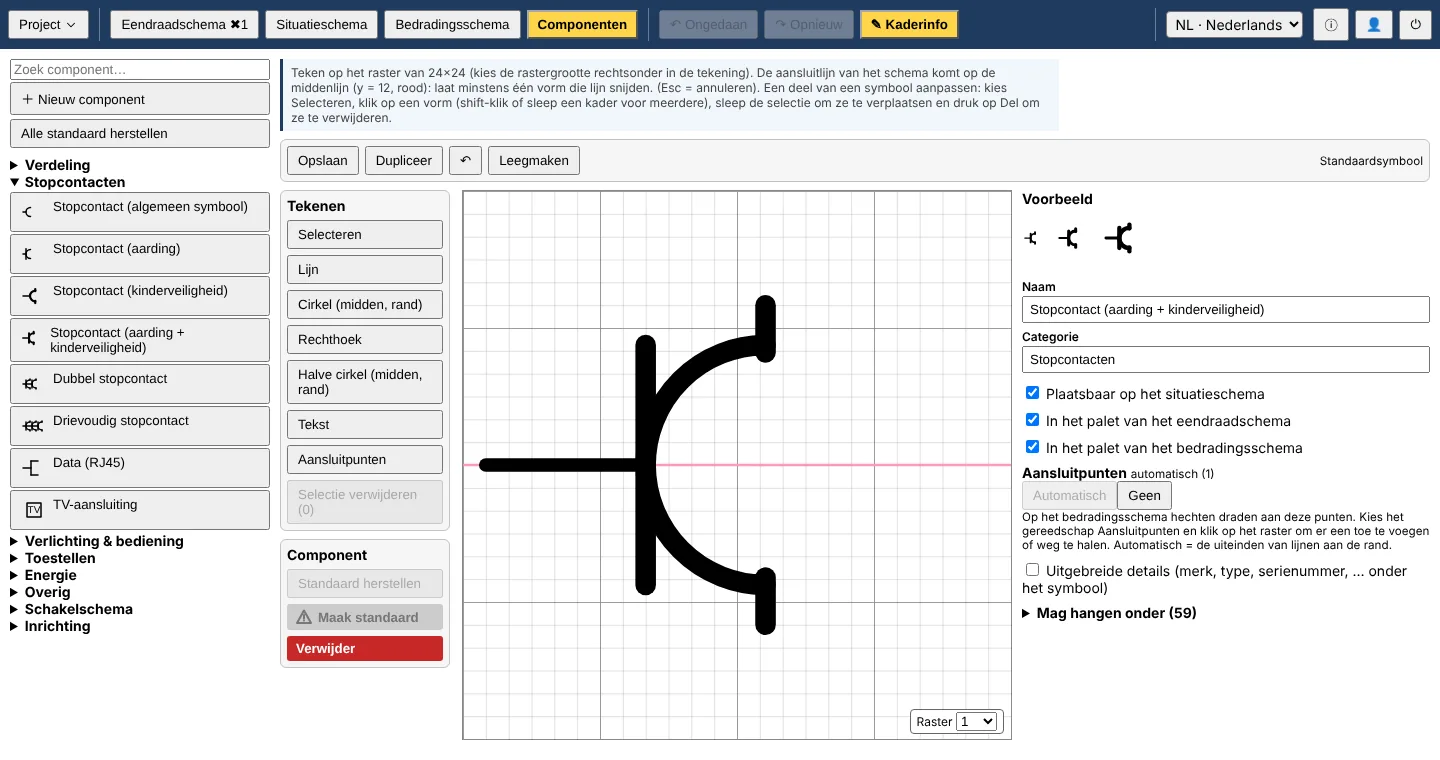 Project
Eendraadschema ✖1
Situatieschema
Bedradingsschema
Componenten
↶ Ongedaan
↷ Opnieuw
✎ Kaderinfo
NL · Nederlands
Zoek component…
+ Nieuw component
Alle standaard herstellen
Verdeling
Stopcontacten
Stopcontact (algemeen symbool)
Stopcontact (aarding)
Stopcontact (kinderveiligheid)
Stopcontact (aarding +
kinderveiligheid)
Dubbel stopcontact
Drievoudig stopcontact
Data (RJ45)
TV TV-aansluiting
Verlichting & bediening
Toestellen
Energie
Overig
Schakelschema
Inrichting
Teken op het raster van 24×24 (kies de rastergrootte rechtsonder in de tekening). De aansluitlijn van het schema komt op de
middenlijn (y = 12, rood): laat minstens één vorm die lijn snijden. (Esc = annuleren). Een deel van een symbool aanpassen: kies
Selecteren, klik op een vorm (shift-klik of sleep een kader voor meerdere), sleep de selectie om ze te verplaatsen en druk op Del om
ze te verwijderen.
Opslaan
Dupliceer
↶
Leegmaken
Standaardsymbool
Tekenen
Selecteren
Lijn
Cirkel (midden, rand)
Rechthoek
Halve cirkel (midden,
rand)
Tekst
Aansluitpunten
Selectie verwijderen
(0)
Component
Standaard herstellen
⚠ Maak standaard
Verwijder
Raster 1
Voorbeeld
Naam
Stopcontact (aarding + kinderveiligheid)
Categorie
Stopcontacten
Plaatsbaar op het situatieschema
In het palet van het eendraadschema
In het palet van het bedradingsschema
Aansluitpunten automatisch (1)
Automatisch
Geen
Op het bedradingsschema hechten draden aan deze punten. Kies het
gereedschap Aansluitpunten en klik op het raster om er een toe te voegen
of weg te halen. Automatisch = de uiteinden van lijnen aan de rand.
Uitgebreide details (merk, type, serienummer, … onder
het symbool)
Mag hangen onder (59)